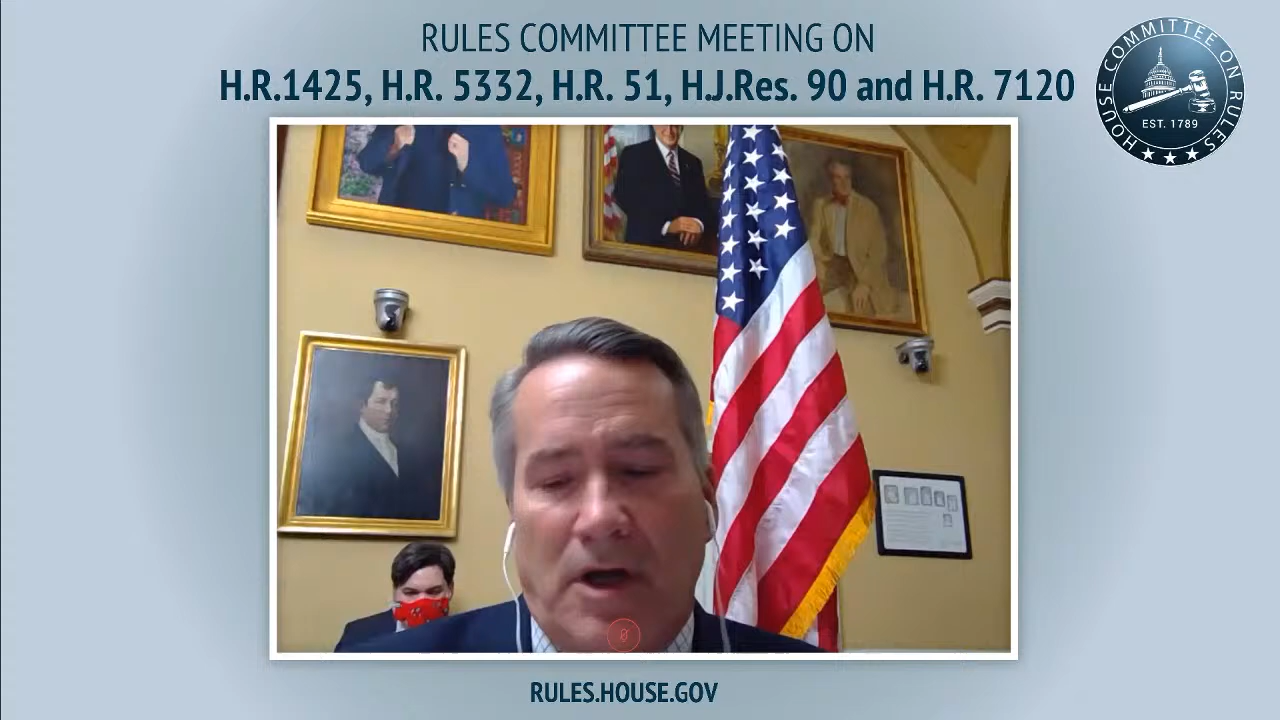 RULES COMMITTEE MEETING ON
H.R.1425, H.R. 5332, H.R. 51, H.J.Res. 90 and H.R. 7120
HOUSE COMMITTEE ON RULES
EST. 1789
RULES.HOUSE.GOV